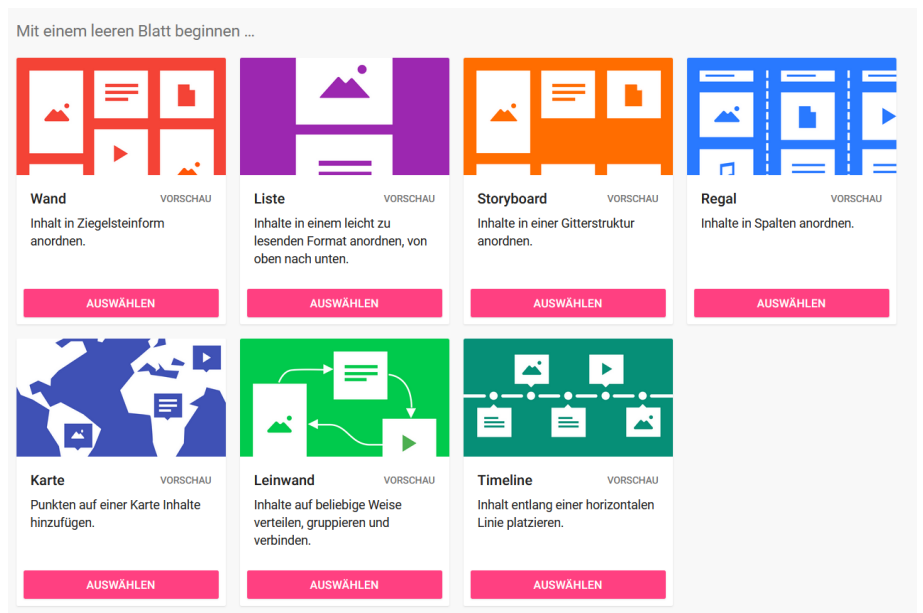 Mit einem leeren Blatt beginnen ...
Wand VORSCHAU
Inhalt in Ziegelsteinform
anordnen.
AUSWÄHLEN
Liste VORSCHAU
Inhalte in einem leicht zu
lesenden Format anordnen, von
oben nach unten.
AUSWÄHLEN
Storyboard VORSCHAU
Inhalte in einer Gitterstruktur
anordnen.
AUSWÄHLEN
Regal VORSCHAU
Inhalte in Spalten anordnen.
AUSWÄHLEN
Karte VORSCHAU
Punkten auf einer Karte Inhalte
hinzufügen.
AUSWÄHLEN
Leinwand VORSCHAU
Inhalte auf beliebige Weise
verteilen, gruppieren und
verbinden.
AUSWÄHLEN
Timeline VORSCHAU
Inhalt entlang einer horizontalen
Linie platzieren.
AUSWÄHLEN